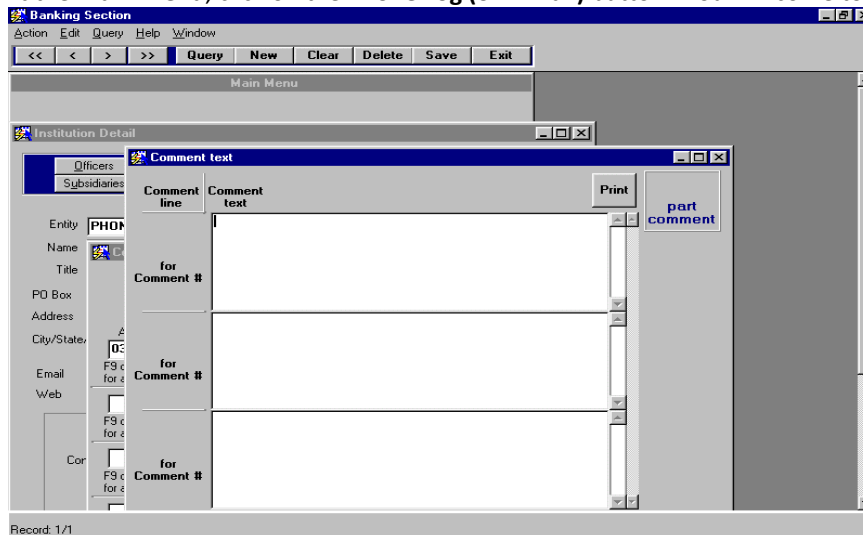 Banking Section
Action Edit Query Help Window
<< < > >> Query New Clear Delete Save Exit
Main Menu
Institution Detail
Officers
Subsidiaries
Comment text
Comment line
Comment text
Print
part comment
Entity PHON
Name
Title
PO Box
Address
City/State/
03
Email
F9
for
Web
F9
for
F9
for
for Comment #
for Comment #
for Comment #
Record: 1/1